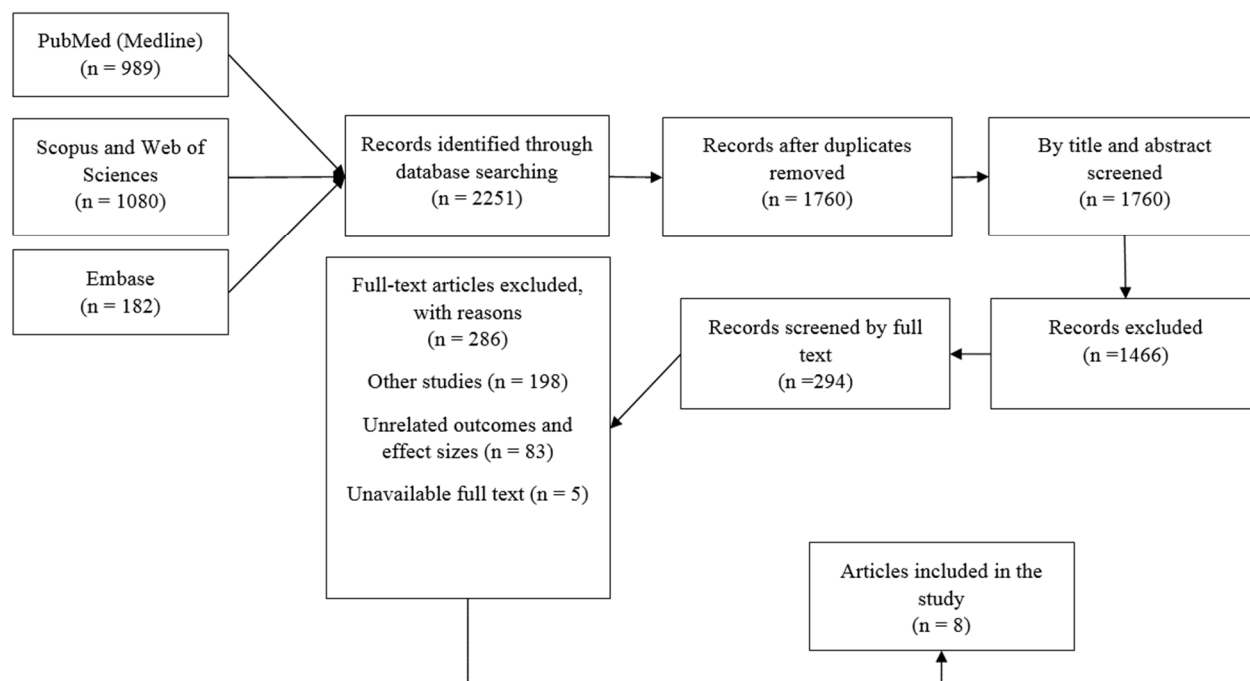 PubMed (Medline)
(n = 989)
Scopus and Web of
Sciences
(n = 1080)
Embase
(n = 182)
Records identified through
database searching
(n = 2251)
Records after duplicates
removed
(n = 1760)
By title and abstract
screened
(n = 1760)
Records excluded
(n =1466)
Records screened by full
text
(n =294)
Full-text articles excluded,
with reasons
(n = 286)
Other studies (n = 198)
Unrelated outcomes and
effect sizes (n = 83)
Unavailable full text (n = 5)
Articles included in the
study
(n = 8)